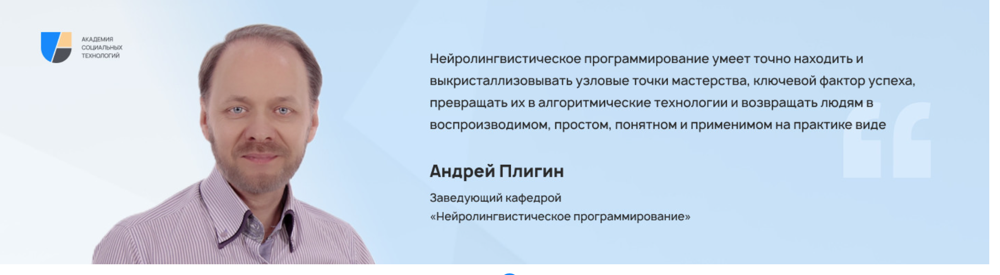 АКАДЕМИЯ
СОЦИАЛЬНЫХ
ТЕХНОЛОГИЙ
Нейролингвистическое программирование умеет точно находить и
выкристаллизовывать узловые точки мастерства, ключевой фактор успеха,
превращать их в алгоритмические технологии и возвращать людям в
воспроизводимом, простом, понятном и применимом на практике виде
Андрей Плигин
Заведующий кафедрой
«Нейролингвистическое программирование»